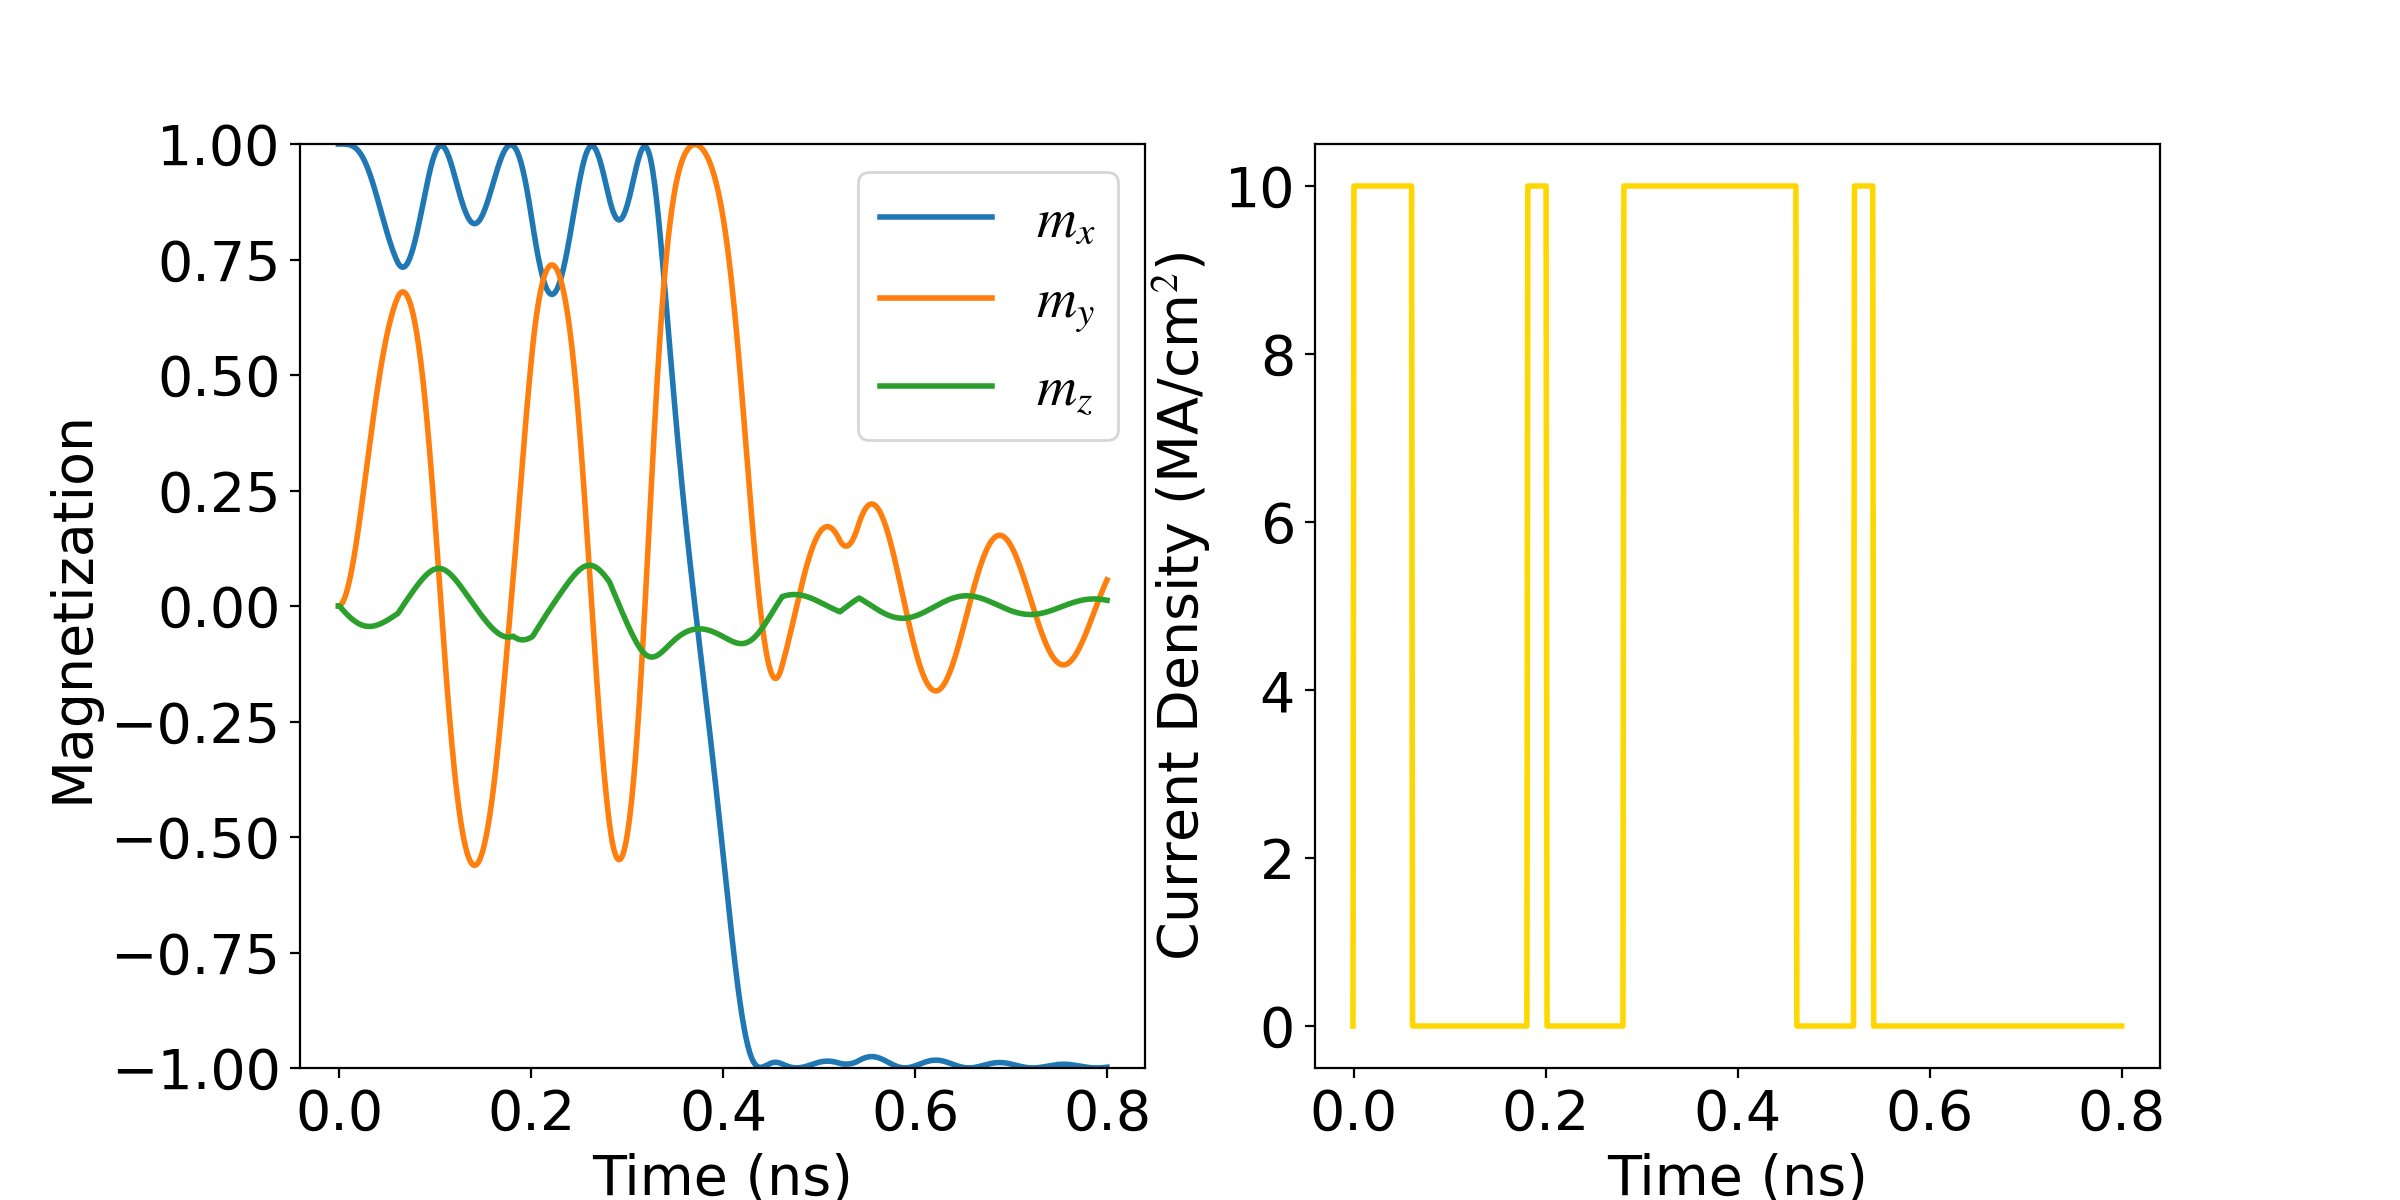 1.00
0.75
0.50
0.25
0.00
−0.25
−0.50
−0.75
−1.00
Magnetization
0.0 0.2 0.4 0.6 0.8
Time (ns)
m_x
m_y
m_z
Current Density (MA/cm²)
10
8
6
4
2
0
0.0 0.2 0.4 0.6 0.8
Time (ns)